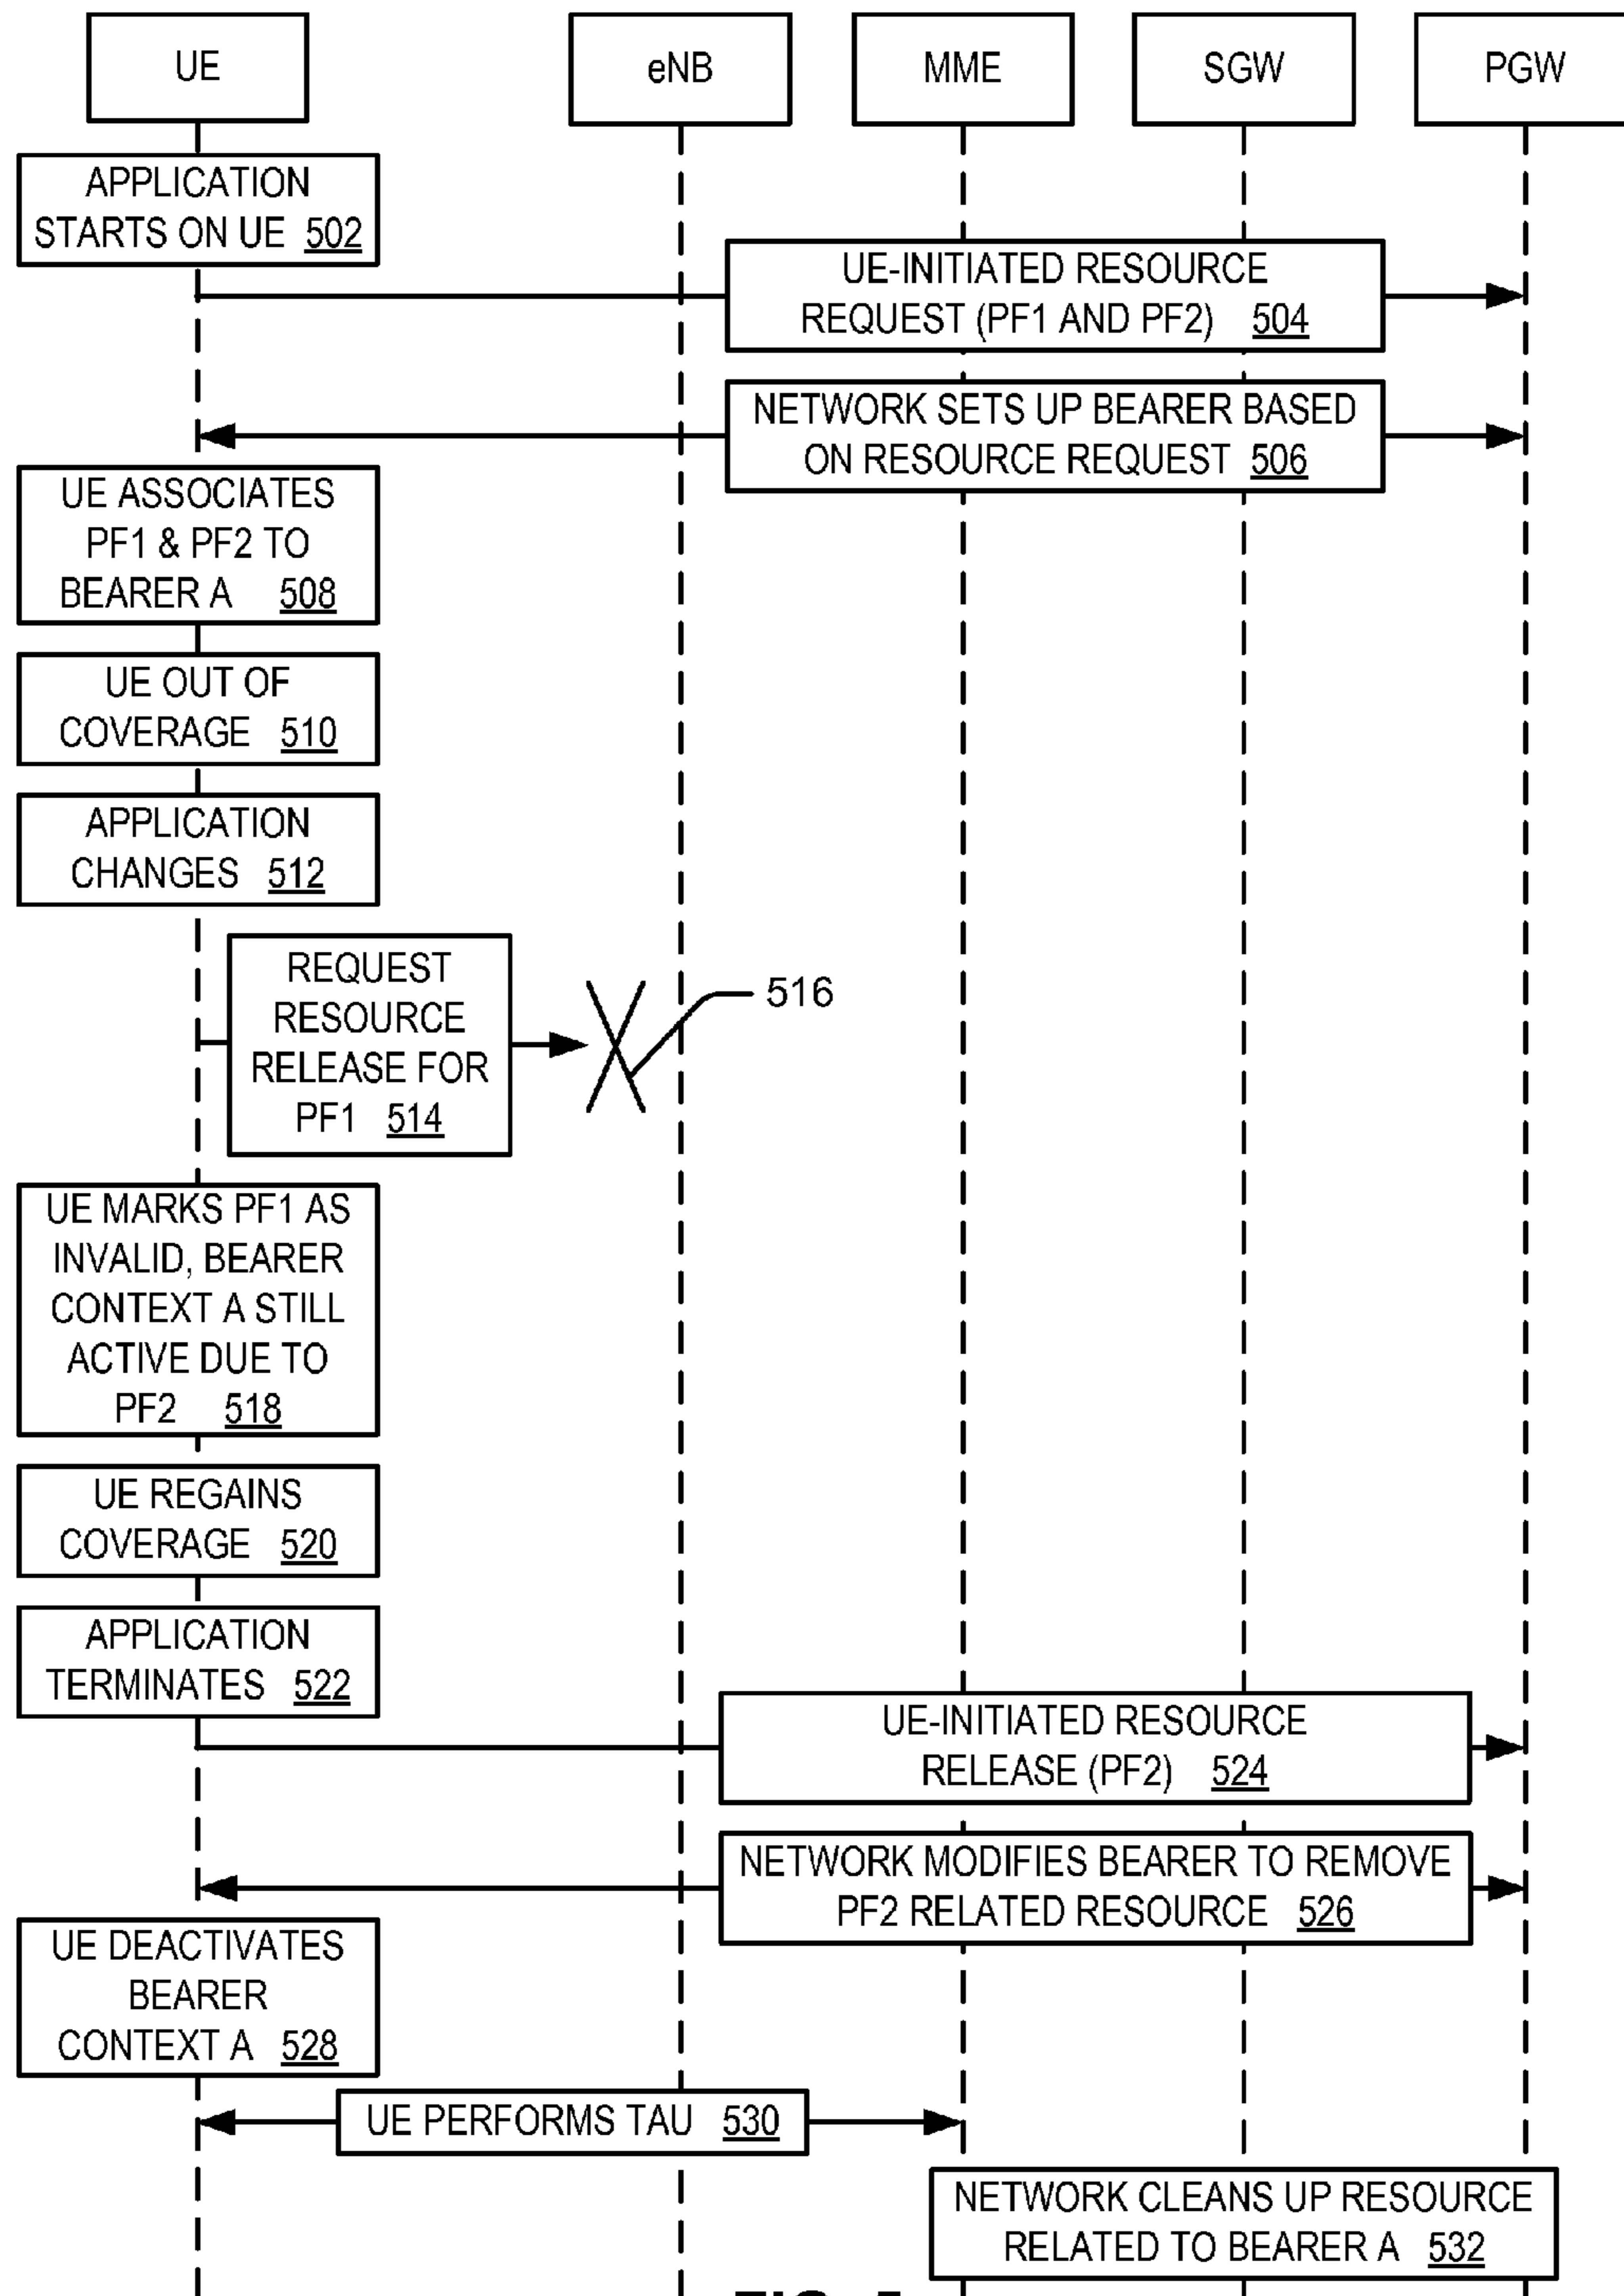 UE
eNB
MME
SGW
PGW
APPLICATION
STARTS ON UE 502
UE-INITIATED RESOURCE
REQUEST (PF1 AND PF2) 504
NETWORK SETS UP BEARER BASED
ON RESOURCE REQUEST 506
UE ASSOCIATES
PF1 & PF2 TO
BEARER A 508
UE OUT OF
COVERAGE 510
APPLICATION
CHANGES 512
REQUEST
RESOURCE
RELEASE FOR
PF1 514
516
UE MARKS PF1 AS
INVALID, BEARER
CONTEXT A STILL
ACTIVE DUE TO
PF2 518
UE REGAINS
COVERAGE 520
APPLICATION
TERMINATES 522
UE-INITIATED RESOURCE
RELEASE (PF2) 524
NETWORK MODIFIES BEARER TO REMOVE
PF2 RELATED RESOURCE 526
UE DEACTIVATES
BEARER
CONTEXT A 528
UE PERFORMS TAU 530
NETWORK CLEANS UP RESOURCE
RELATED TO BEARER A 532